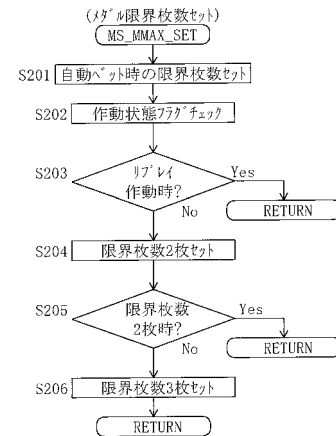 (ﾒﾀﾞﾙ限界枚数セット)
MS_MMAX_SET
S201
自動ﾍﾞｯﾄ時の限界枚数セット
S202
作動状態ﾌﾗｸﾞﾁｪｯｸ
S203
ﾘﾌﾟﾚｲ
作動時?
Yes
RETURN
No
S204
限界枚数2枚セット
S205
限界枚数
2枚時?
Yes
RETURN
No
S206
限界枚数3枚セット
RETURN